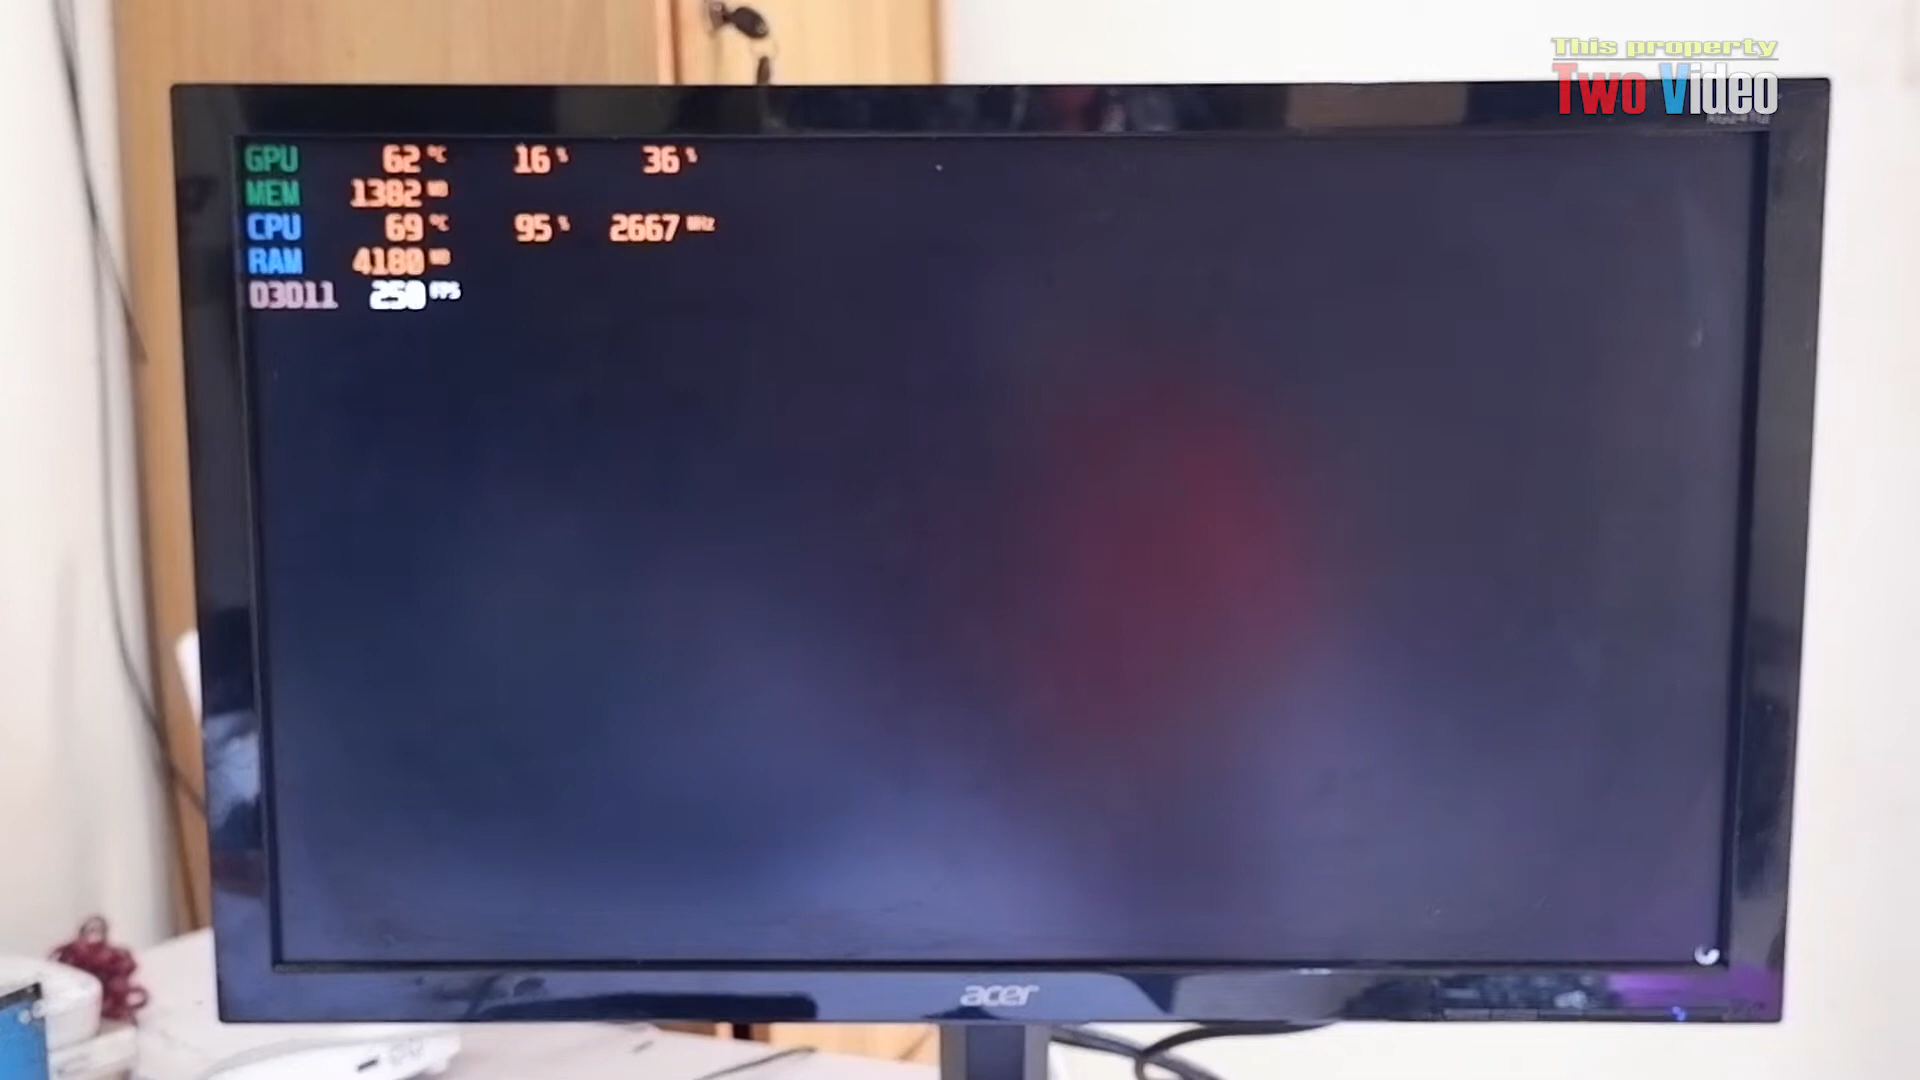 This property
Two Video
GPU 62 °C 16 % 36 %
MEM 1382 MB
CPU 69 °C 95 % 2667 MHz
RAM 4180 MB
D3D11 250 FPS
acer